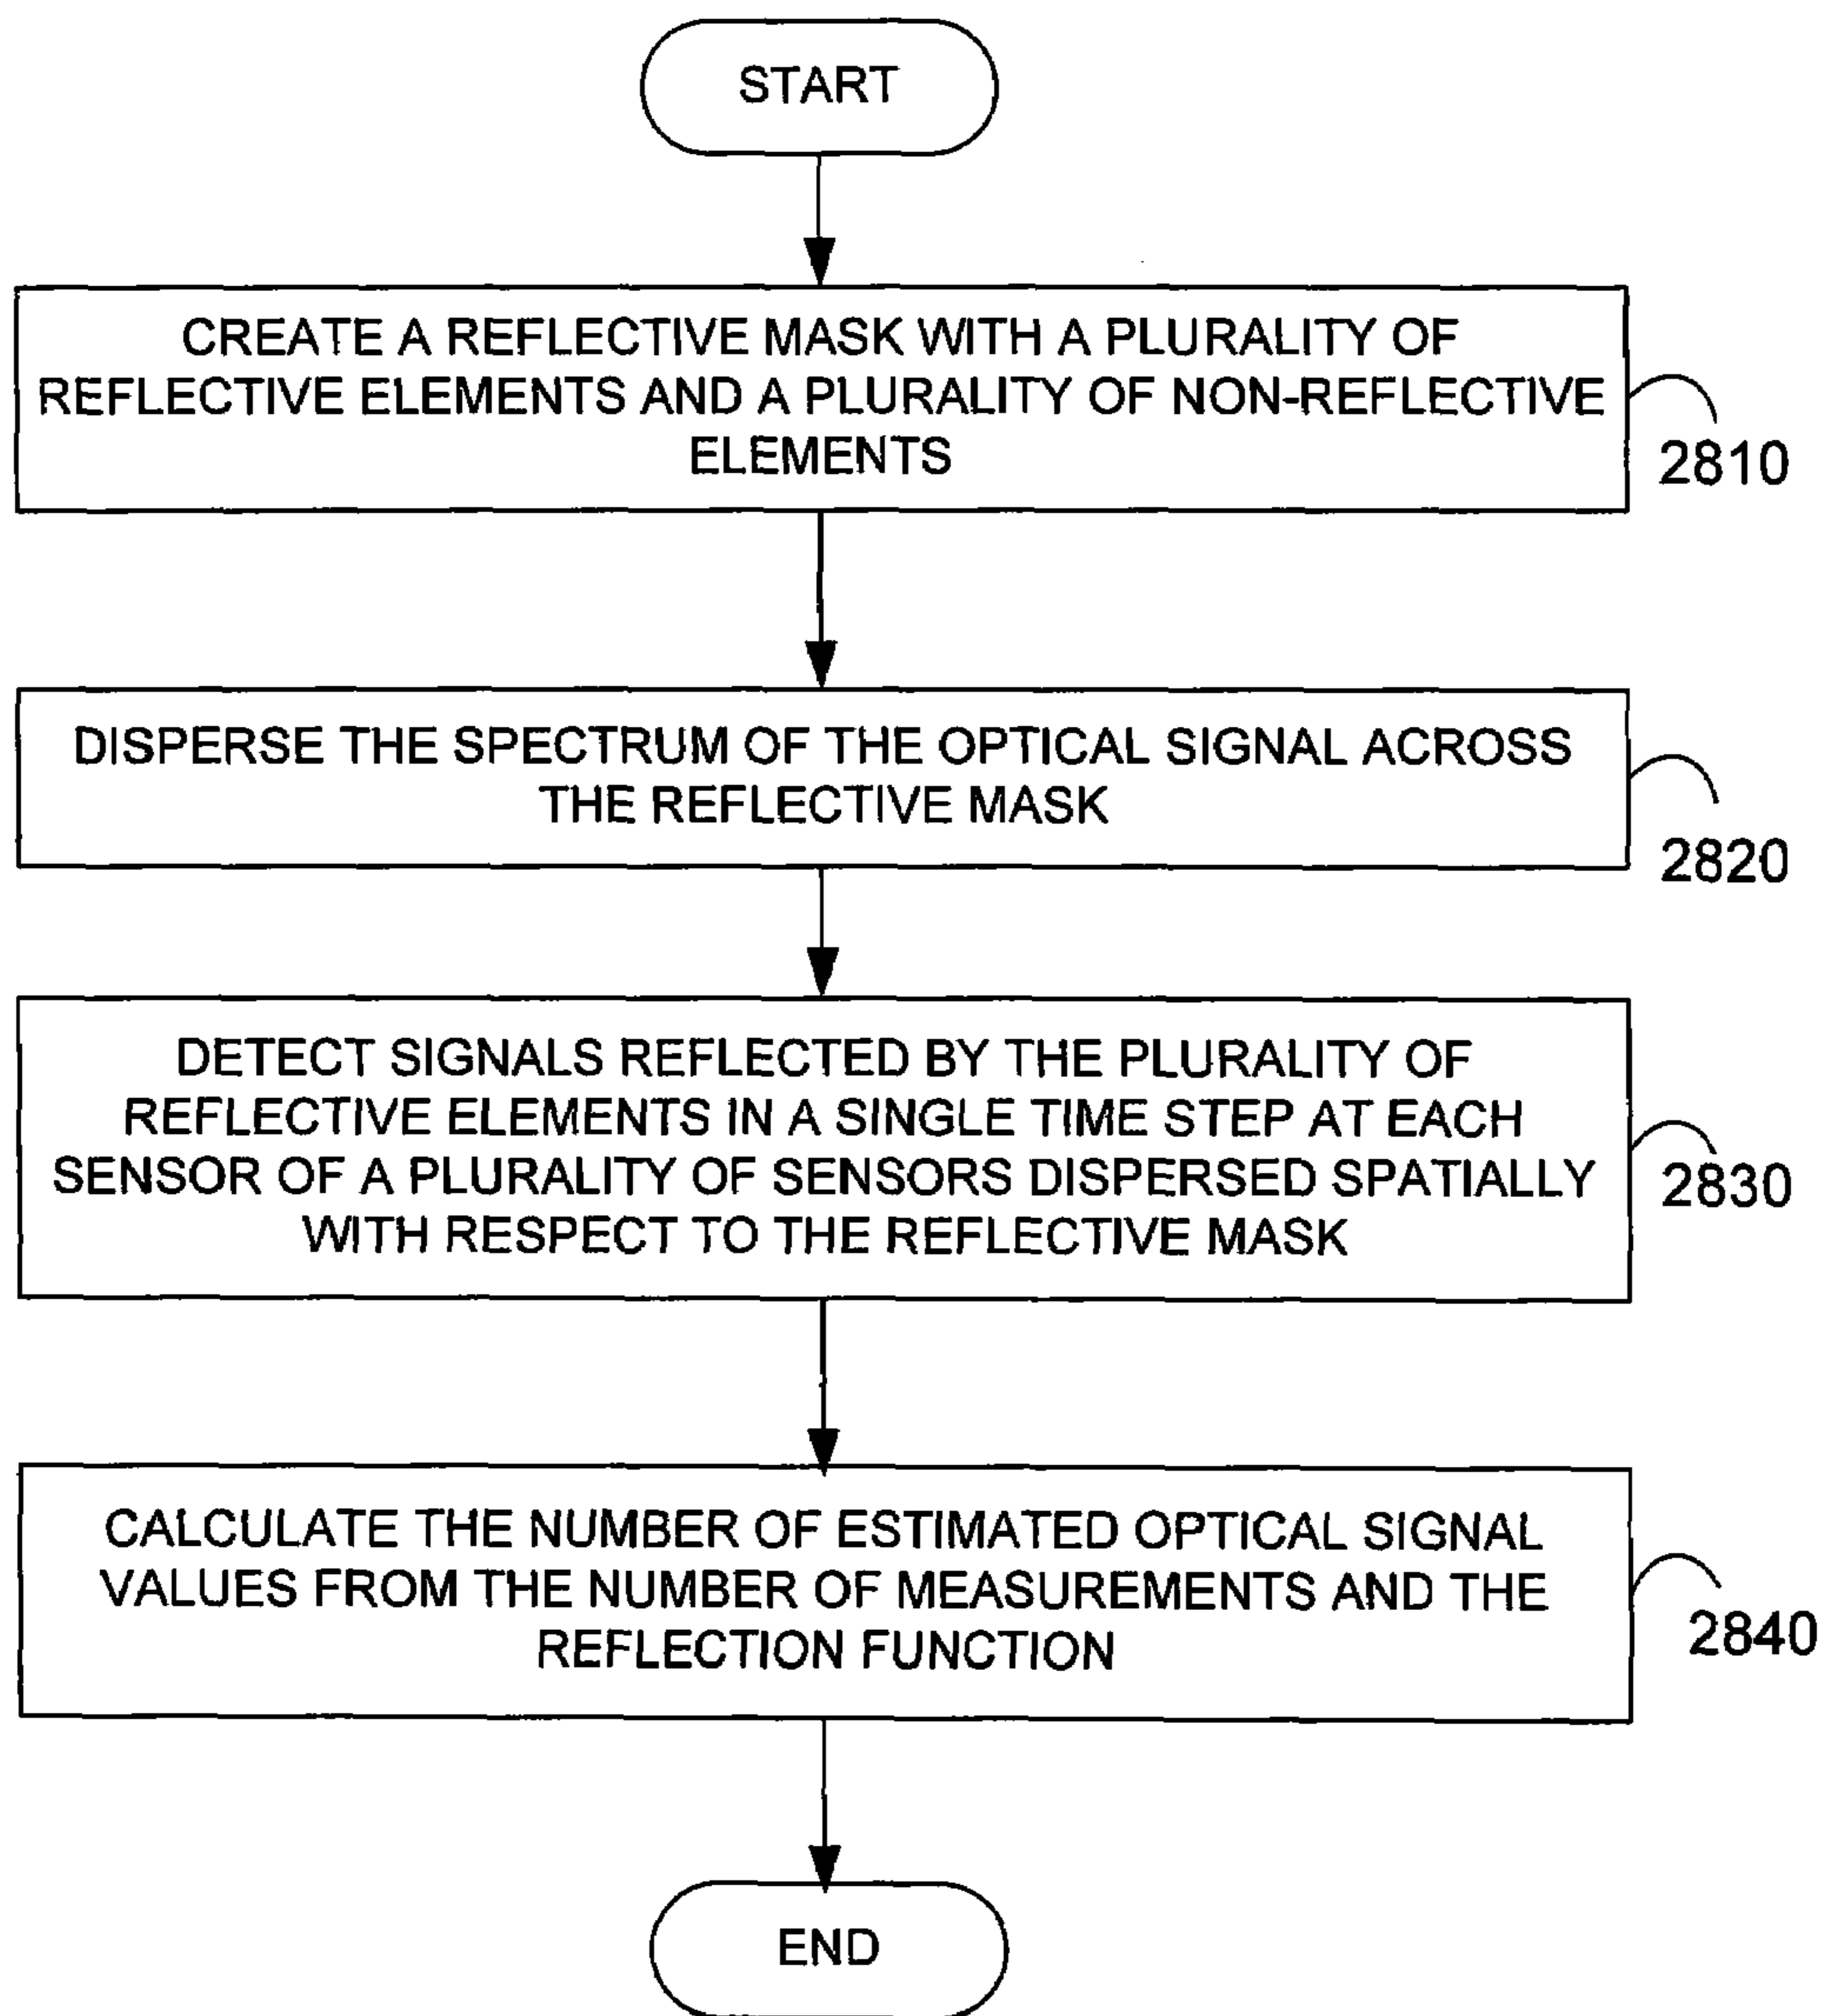 START
CREATE A REFLECTIVE MASK WITH A PLURALITY OF
REFLECTIVE ELEMENTS AND A PLURALITY OF NON-REFLECTIVE
ELEMENTS
2810
DISPERSE THE SPECTRUM OF THE OPTICAL SIGNAL ACROSS
THE REFLECTIVE MASK
2820
DETECT SIGNALS REFLECTED BY THE PLURALITY OF
REFLECTIVE ELEMENTS IN A SINGLE TIME STEP AT EACH
SENSOR OF A PLURALITY OF SENSORS DISPERSED SPATIALLY
WITH RESPECT TO THE REFLECTIVE MASK
2830
CALCULATE THE NUMBER OF ESTIMATED OPTICAL SIGNAL
VALUES FROM THE NUMBER OF MEASUREMENTS AND THE
REFLECTION FUNCTION
2840
END